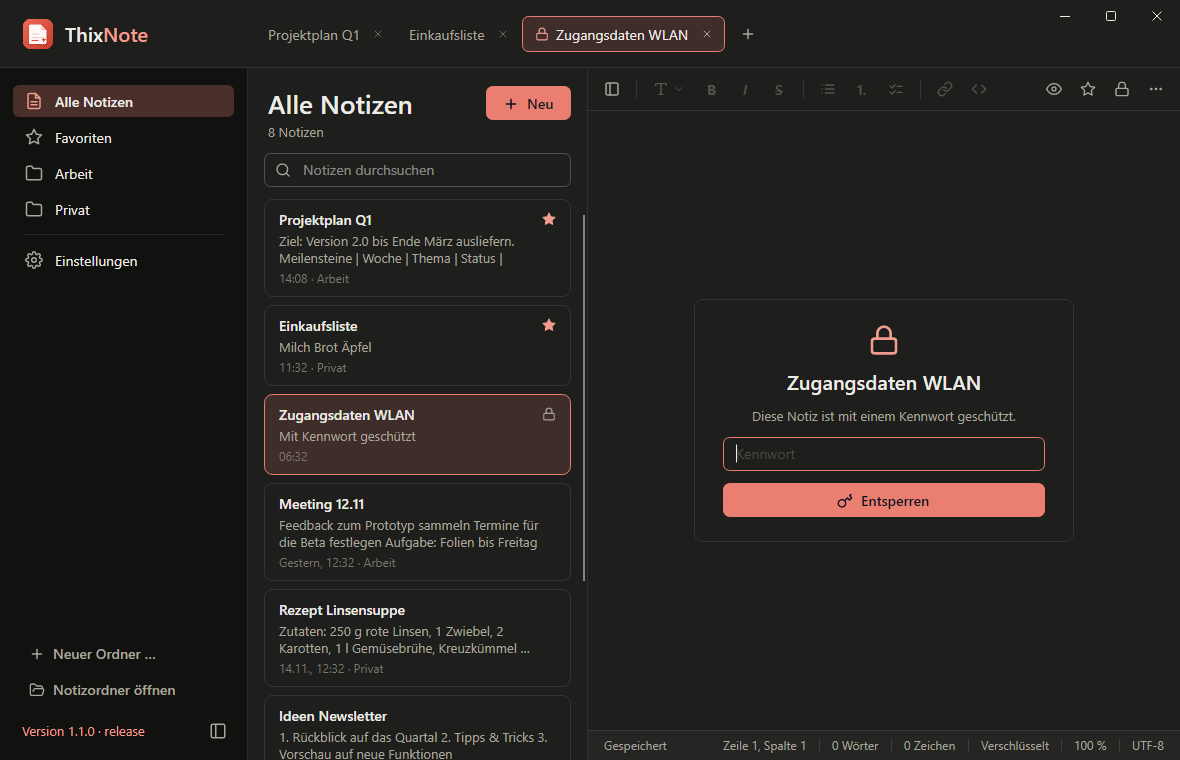 ThixNote
Projektplan Q1
Einkaufsliste
Zugangsdaten WLAN
Alle Notizen
Favoriten
Arbeit
Privat
Einstellungen
Neuer Ordner ...
Notizordner öffnen
Version 1.1.0 · release
Alle Notizen
Neu
8 Notizen
Notizen durchsuchen
Projektplan Q1
Ziel: Version 2.0 bis Ende März ausliefern.
Meilensteine | Woche | Thema | Status |
14:08 · Arbeit
Einkaufsliste
Milch Brot Äpfel
11:32 · Privat
Zugangsdaten WLAN
Mit Kennwort geschützt
06:32
Meeting 12.11
Feedback zum Prototyp sammeln Termine für
die Beta festlegen Aufgabe: Folien bis Freitag
Gestern, 12:32 · Arbeit
Rezept Linsensuppe
Zutaten: 250 g rote Linsen, 1 Zwiebel, 2
Karotten, 1 l Gemüsebrühe, Kreuzkümmel ...
14.11., 12:32 · Privat
Ideen Newsletter
1. Rückblick auf das Quartal 2. Tipps & Tricks 3.
Vorschau auf neue Funktionen
T B I S 1.
Zugangsdaten WLAN
Diese Notiz ist mit einem Kennwort geschützt.
Kennwort
Entsperren
Gespeichert Zeile 1, Spalte 1 0 Wörter 0 Zeichen Verschlüsselt 100 % UTF-8